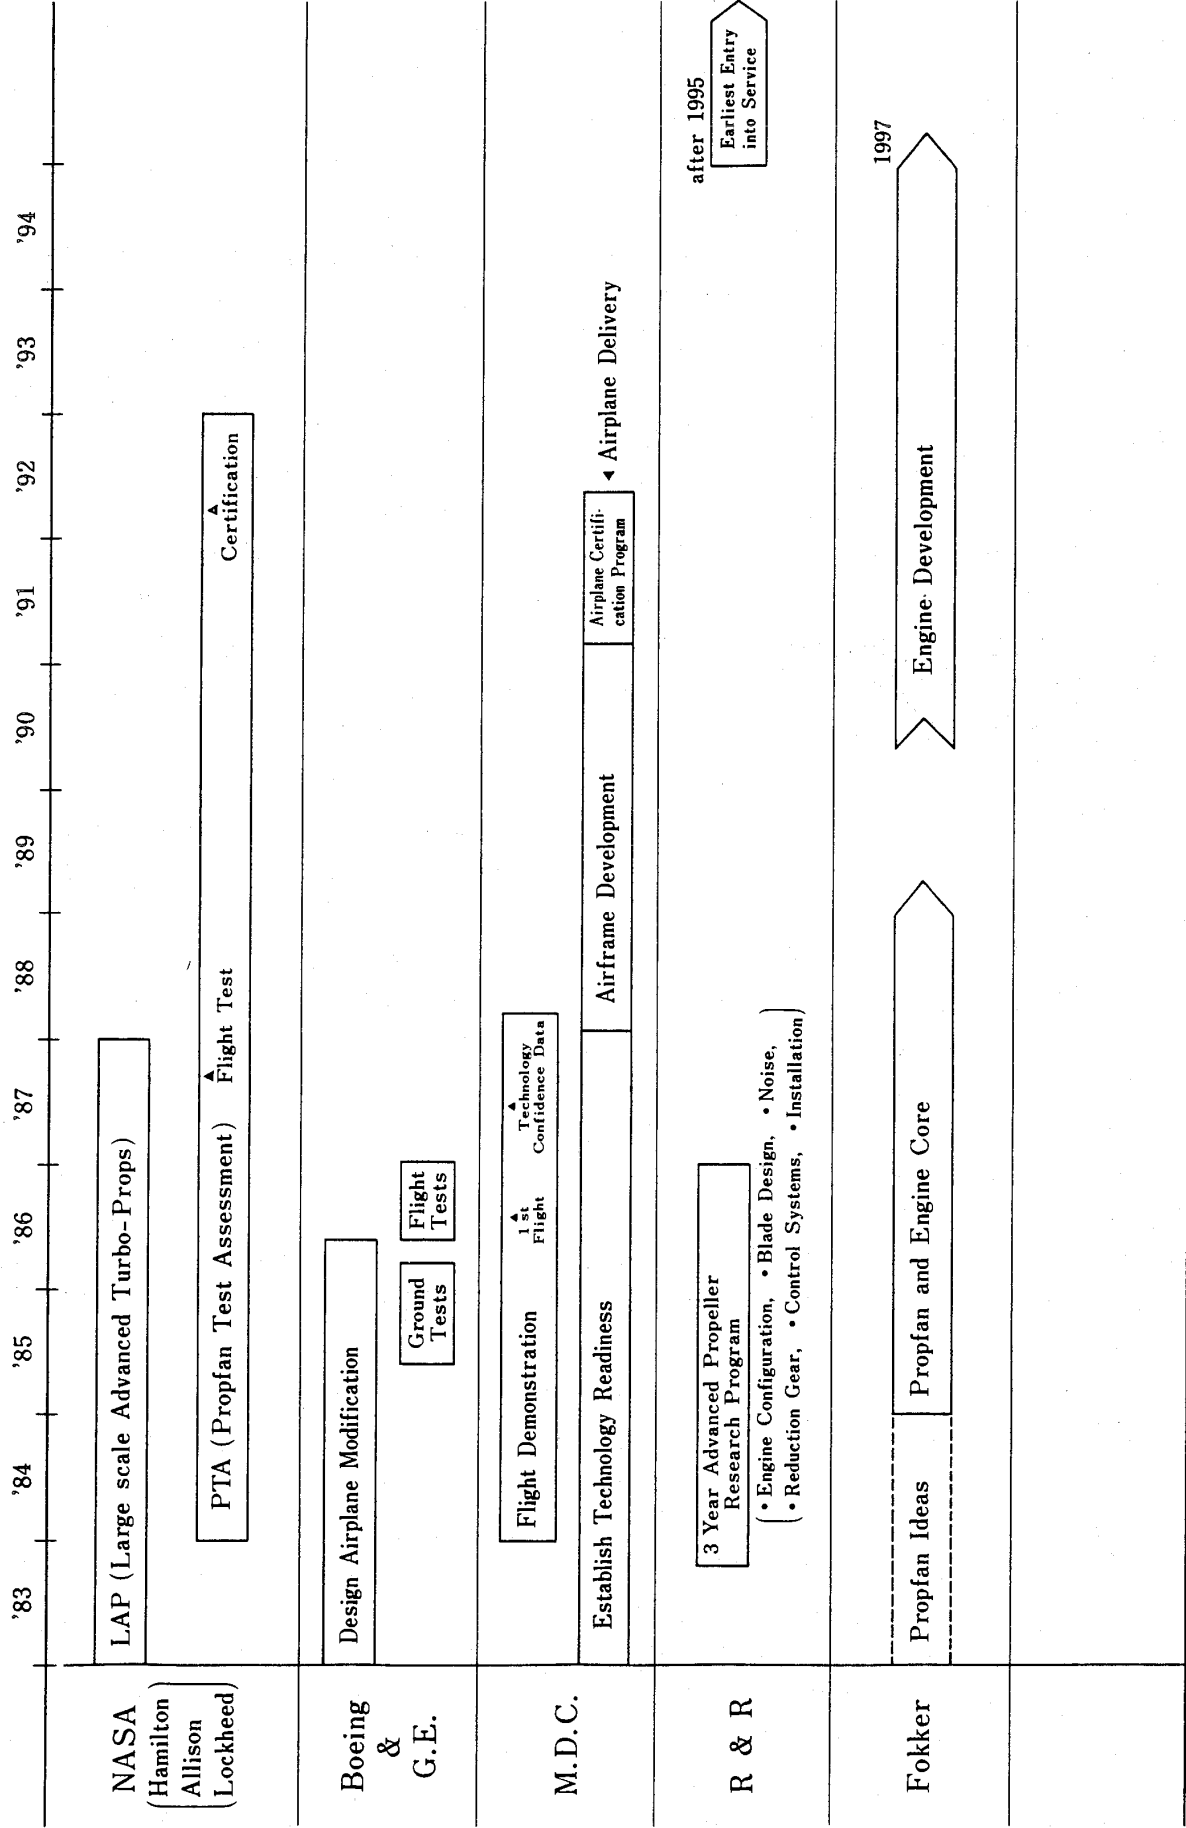 '83 '84 '85 '86 '87 '88 '89 '90 '91 '92 '93 '94
NASA
(Hamilton
Allison
Lockheed)
LAP (Large scale Advanced Turbo-Props)
PTA (Propfan Test Assessment)
▲
Flight Test
▲
Certification
Boeing
&
G.E.
Design Airplane Modification
Ground
Tests
Flight
Tests
M.D.C.
Flight Demonstration
▲
1 st
Flight
▲
Technology
Confidence Data
Establish Technology Readiness
Airframe Development
Airplane Certifi-
cation Program
◀ Airplane Delivery
R & R
3 Year Advanced Propeller
Research Program
(• Engine Configuration, • Blade Design, • Noise,
• Reduction Gear, • Control Systems, • Installation)
after 1995
Earliest Entry
into Service
Fokker
Propfan Ideas
Propfan and Engine Core
Engine Development
1997